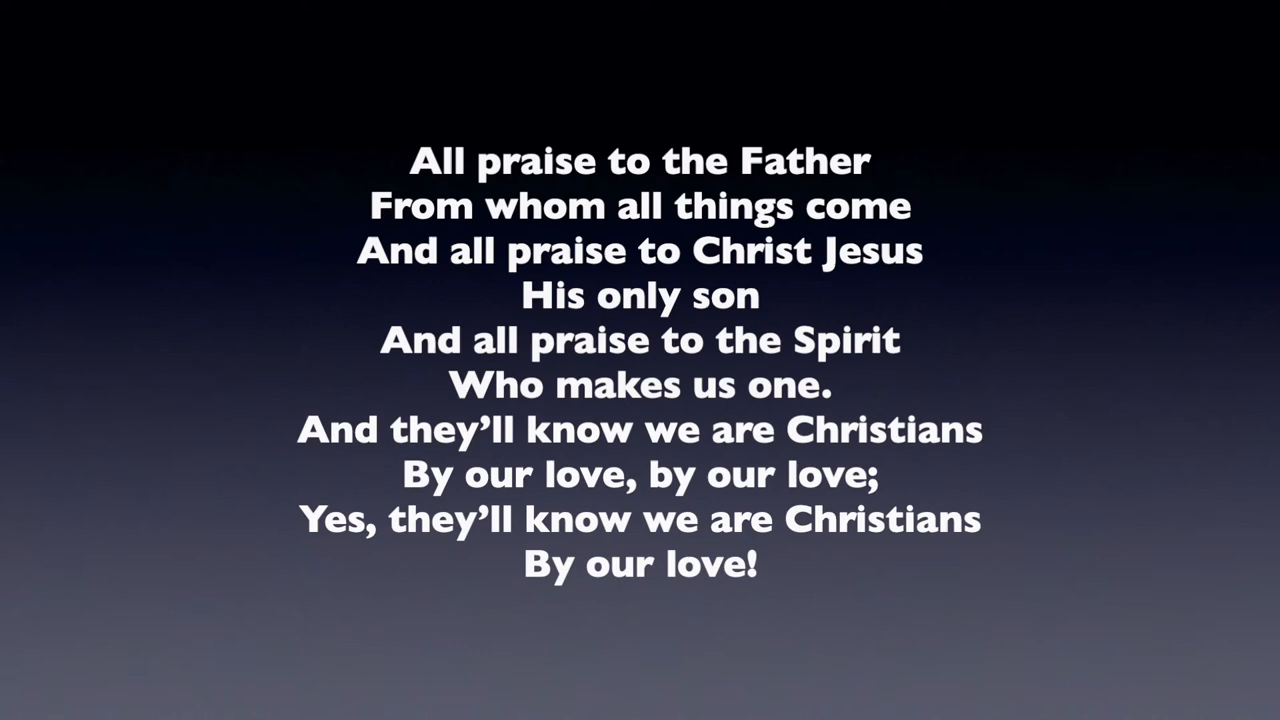 All praise to the Father
From whom all things come
And all praise to Christ Jesus
His only son
And all praise to the Spirit
Who makes us one.
And they’ll know we are Christians
By our love, by our love;
Yes, they’ll know we are Christians
By our love!